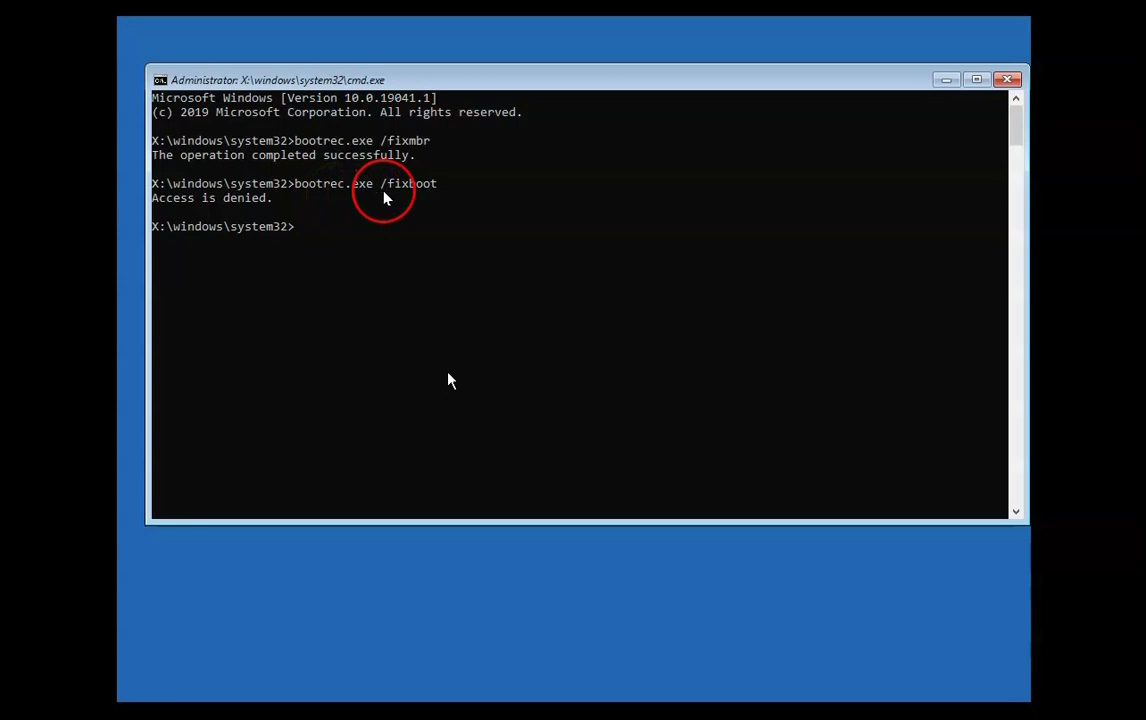 Administrator: X:\windows\system32\cmd.exe
Microsoft Windows [Version 10.0.19041.1]
(c) 2019 Microsoft Corporation. All rights reserved.
X:\windows\system32>bootrec.exe /fixmbr
The operation completed successfully.
X:\windows\system32>bootrec.exe /fixboot
Access is denied.
X:\windows\system32>